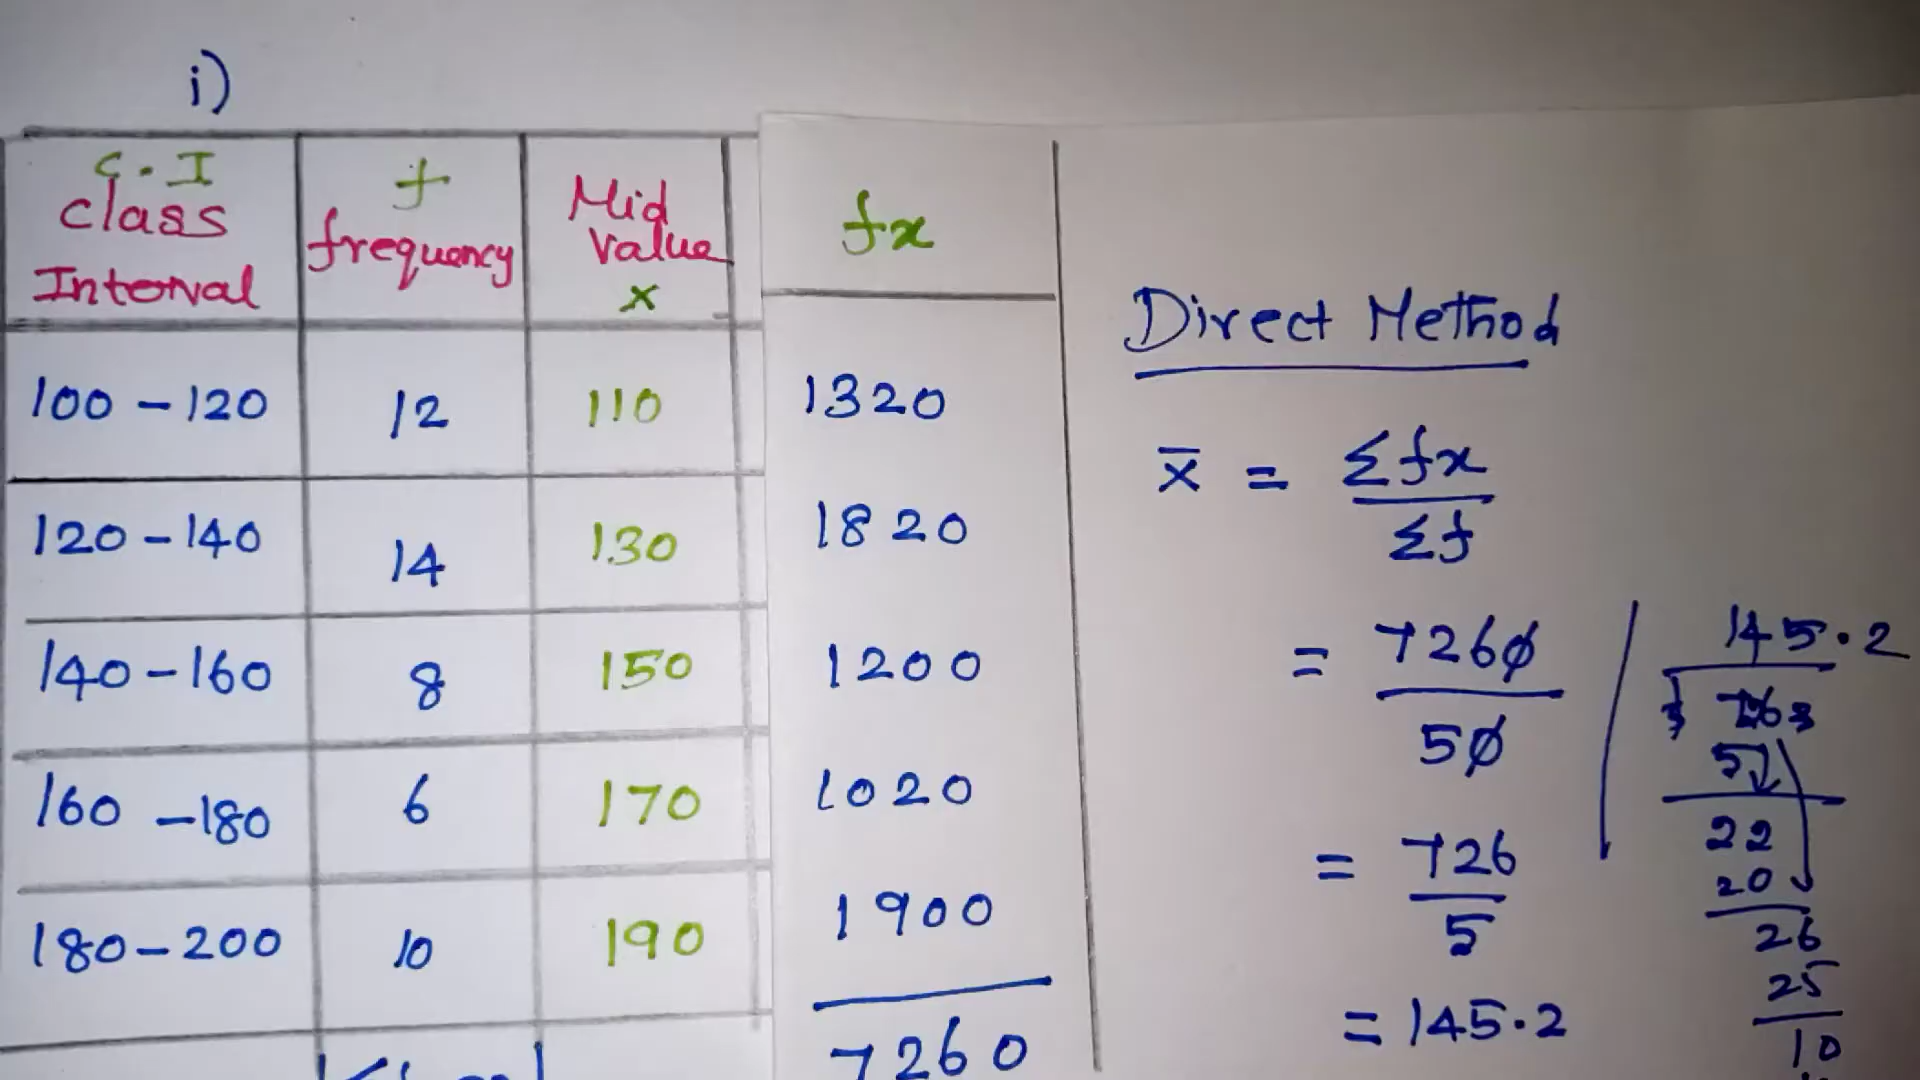 i)
C.I
class
Interval
f
frequency
Mid
value
x
fx
100 - 120
12
110
1320
120 - 140
14
130
1820
140 - 160
8
150
1200
160 - 180
6
170
1020
180 - 200
10
190
1900
7260
Direct Method
x̄ = Σfx
Σf
= 7260
50
= 726
5
= 145.2
145.2
5
22
20
26
25
10